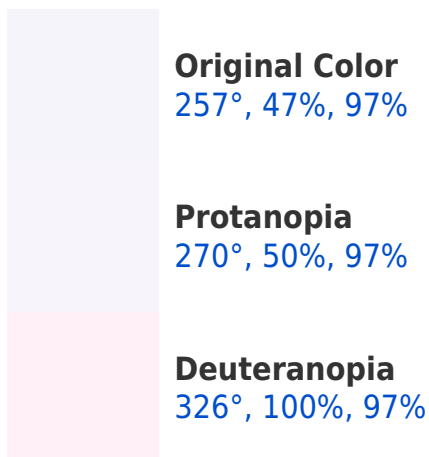 Original Color
257°, 47%, 97%
Protanopia
270°, 50%, 97%
Deuteranopia
326°, 100%, 97%